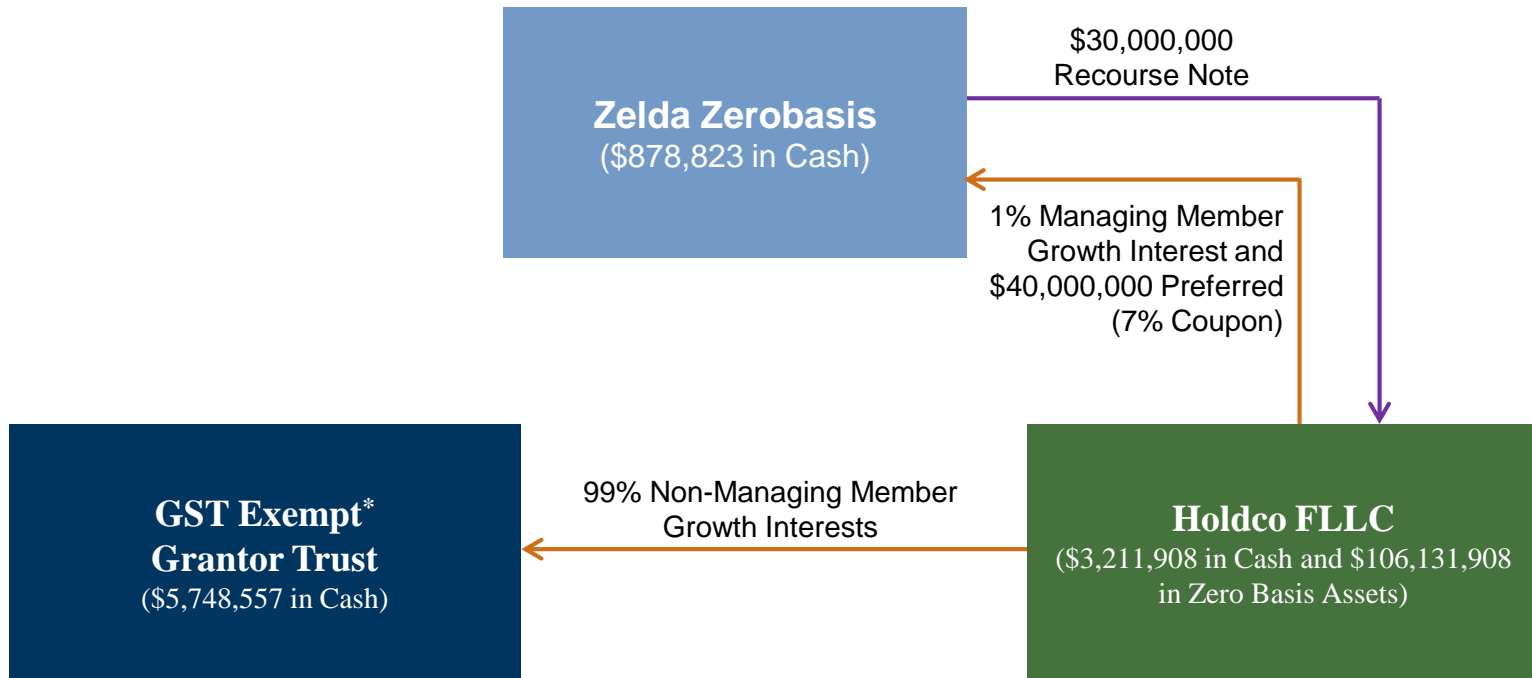 Zelda Zerobasis
($878,823 in Cash)
$30,000,000
Recourse Note
1% Managing Member
Growth Interest and
$40,000,000 Preferred
(7% Coupon)
GST Exempt*
Grantor Trust
($5,748,557 in Cash)
99% Non-Managing Member
Growth Interests
Holdco FLLC
($3,211,908 in Cash and $106,131,908
in Zero Basis Assets)